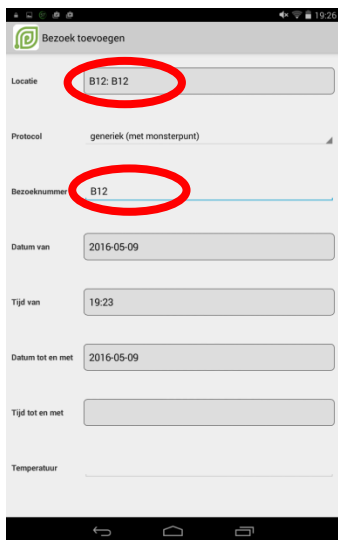 19:26
Bezoek toevoegen
Locatie B12: B12
Protocol generiek (met monsterpunt)
Bezoeknummer B12
Datum van 2016-05-09
Tijd van 19:23
Datum tot en met 2016-05-09
Tijd tot en met
Temperatuur